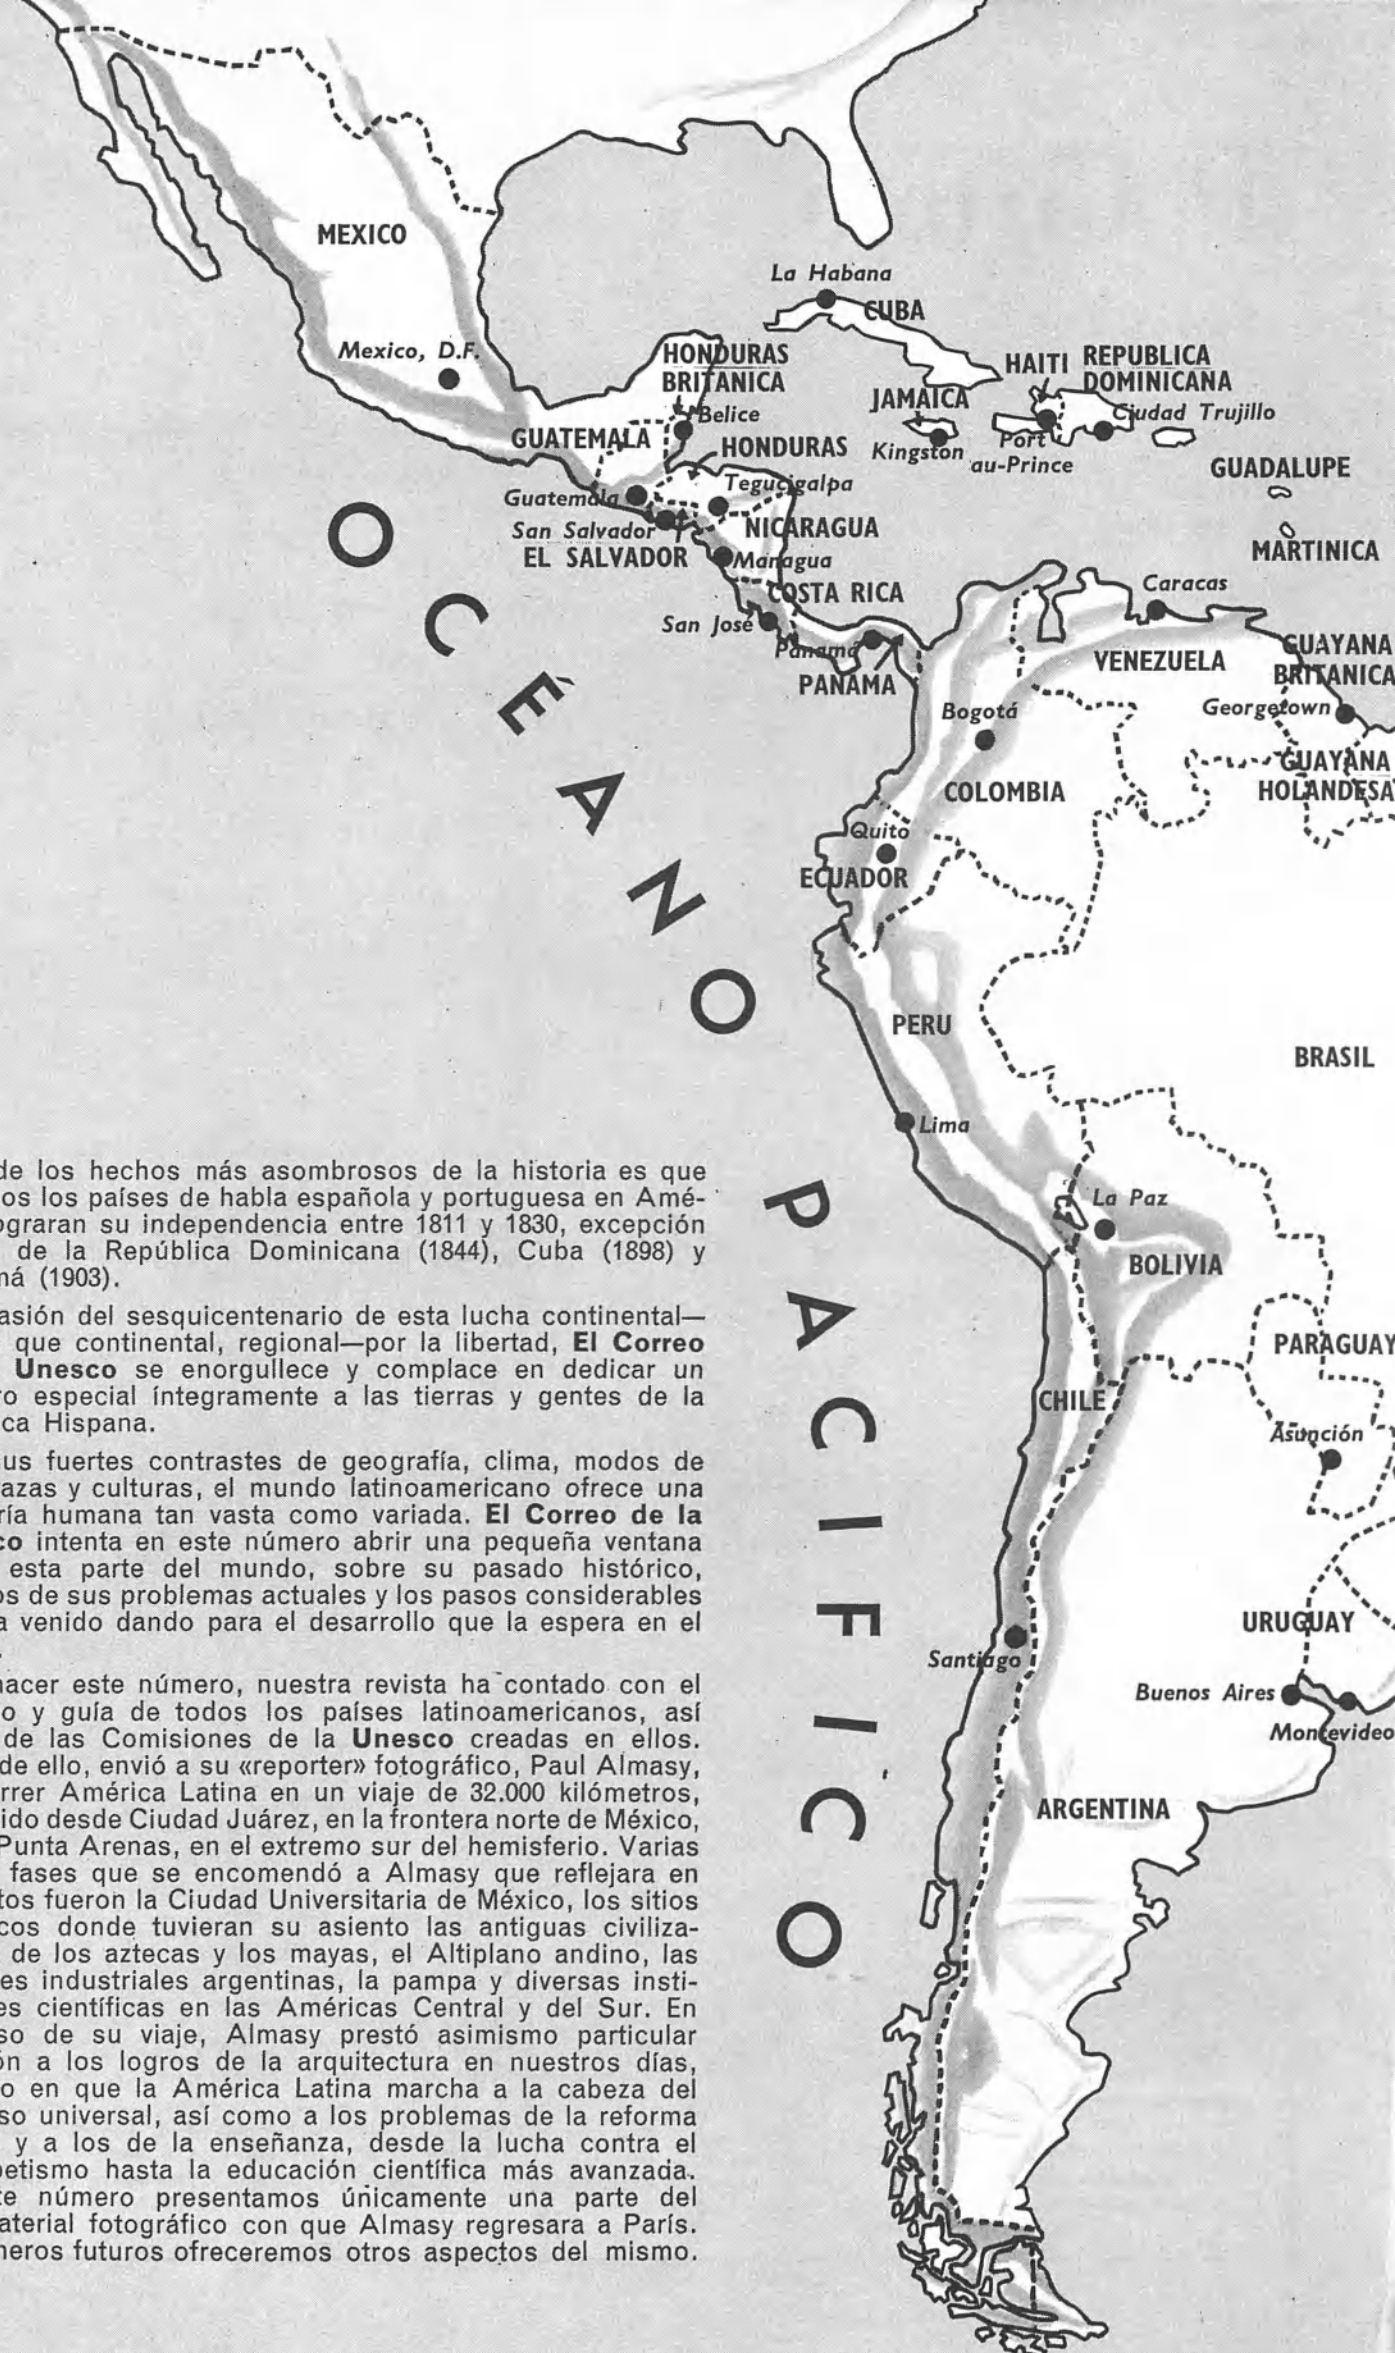 MEXICO
La Habana
CUBA
Mexico, D.F.
HONDURAS
BRITANICA
HAITI
REPUBLICA
DOMINICANA
JAMAICA
Belice
Ciudad Trujillo
GUATEMALA
HONDURAS
Kingston
Port
au-Prince
GUADALUPE
Guatemala
Tegucigalpa
San Salvador
NICARAGUA
EL SALVADOR
Managua
MARTINICA
COSTA RICA
Caracas
San José
Panamá
PANAMA
VENEZUELA
GUAYANA
BRITANICA
Bogotá
Georgetown
GUAYANA
HOLANDESA
COLOMBIA
Quito
ECUADOR
PERU
BRASIL
Lima
La Paz
BOLIVIA
PARAGUAY
CHILE
Asunción
URUGUAY
Santiago
Buenos Aires
Montevideo
ARGENTINA
OCÉANO PACIFICO
de los hechos más asombrosos de la historia es que
os los países de habla española y portuguesa en Amé-
ograran su independencia entre 1811 y 1830, excepción
de la República Dominicana (1844), Cuba (1898) y
má (1903).
asión del sesquicentenario de esta lucha continental—
que continental, regional—por la libertad, El Correo
Unesco se enorgullece y complace en dedicar un
ro especial íntegramente a las tierras y gentes de la
ca Hispana.
us fuertes contrastes de geografía, clima, modos de
razas y culturas, el mundo latinoamericano ofrece una
ría humana tan vasta como variada. El Correo de la
co intenta en este número abrir una pequeña ventana
esta parte del mundo, sobre su pasado histórico,
os de sus problemas actuales y los pasos considerables
a venido dando para el desarrollo que la espera en el
.
hacer este número, nuestra revista ha contado con el
o y guía de todos los países latinoamericanos, así
de las Comisiones de la Unesco creadas en ellos.
de ello, envió a su «reporter» fotográfico, Paul Almasy,
rrer América Latina en un viaje de 32.000 kilómetros,
ido desde Ciudad Juárez, en la frontera norte de México,
Punta Arenas, en el extremo sur del hemisferio. Varias
fases que se encomendó a Almasy que reflejara en
tos fueron la Ciudad Universitaria de México, los sitios
cos donde tuvieran su asiento las antiguas civiliza-
de los aztecas y los mayas, el Altiplano andino, las
es industriales argentinas, la pampa y diversas insti-
es científicas en las Américas Central y del Sur. En
so de su viaje, Almasy prestó asimismo particular
ón a los logros de la arquitectura en nuestros días,
o en que la América Latina marcha a la cabeza del
so universal, así como a los problemas de la reforma
y a los de la enseñanza, desde la lucha contra el
betismo hasta la educación científica más avanzada.
te número presentamos únicamente una parte del
aterial fotográfico con que Almasy regresara a París.
meros futuros ofreceremos otros aspectos del mismo.